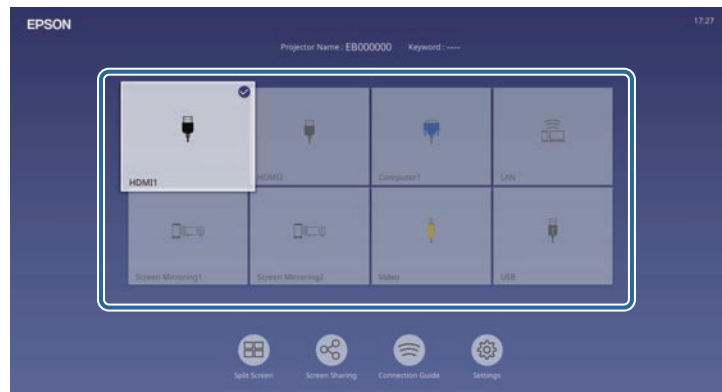 EPSON
17:27
Projector Name : EB000000 Keyword : ----
HDMI1
HDMI2
Computer1
LAN
Screen Mirroring1
Screen Mirroring2
Video
USB
Split Screen
Screen Sharing
Connection Guide
Settings